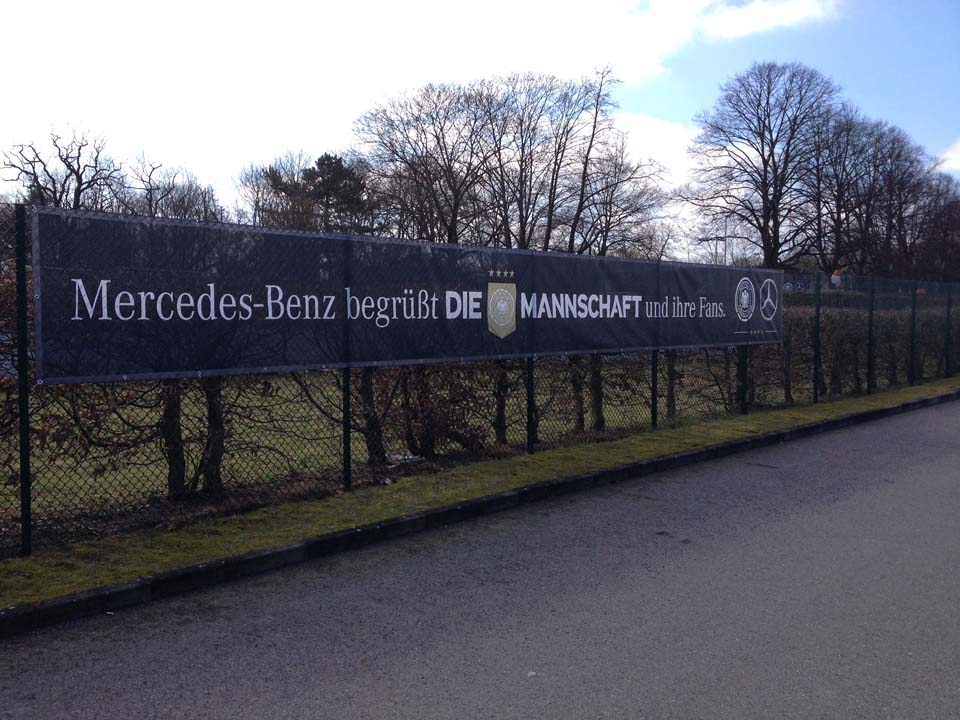 Mercedes-Benz begrüßt DIE MANNSCHAFT und ihre Fans.